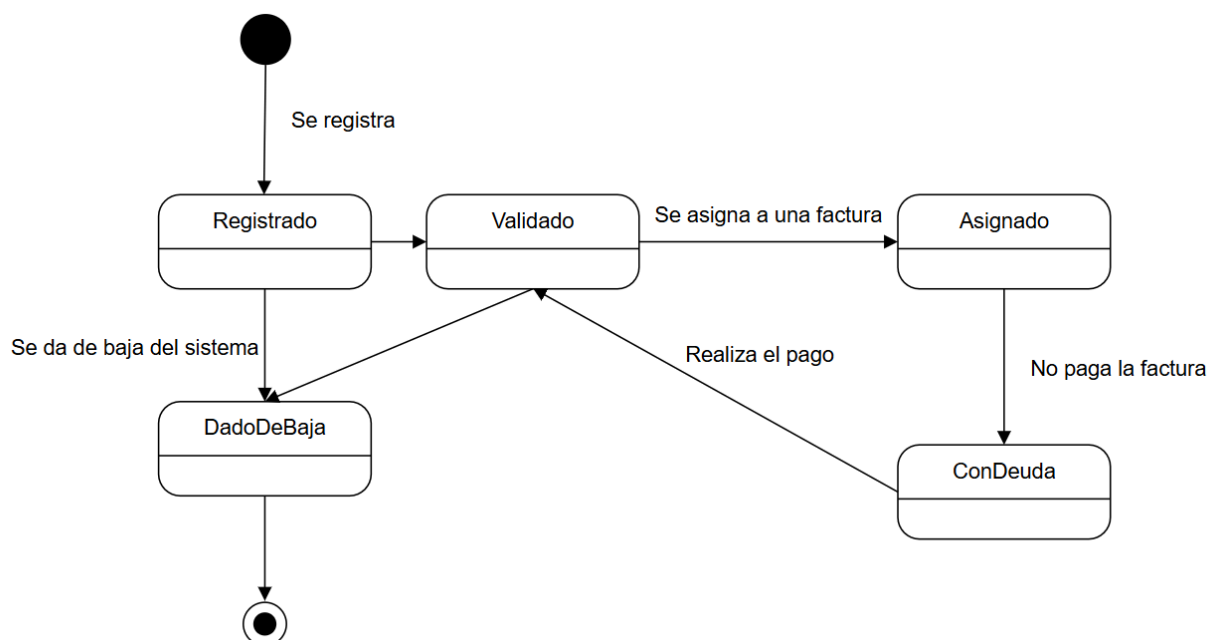 Se registra
Registrado
Validado
Se asigna a una factura
Asignado
Se da de baja del sistema
Realiza el pago
No paga la factura
DadoDeBaja
ConDeuda